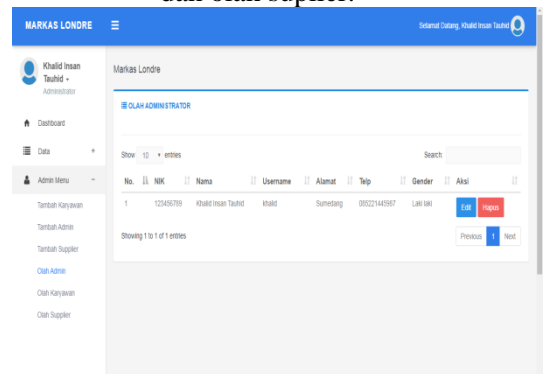 dan olah suplier.
MARKAS LONDRE
Selamat Datang, Khalid Insan Tauhid
Khalid Insan
Tauhid
Administrator
Markas Londre
OLAH ADMINISTRATOR
Dashboard
Data +
Admin Menu −
Tambah Karyawan
Tambah Admin
Tambah Supplier
Olah Admin
Olah Karyawan
Olah Supplier
Show 10 entries
Search:
No. NIK Nama Username Alamat Telp Gender Aksi
1 123456789 Khalid Insan Tauhid khalid Sumedang 085221445987 Laki laki Edit Hapus
Showing 1 to 1 of 1 entries
Previous 1 Next